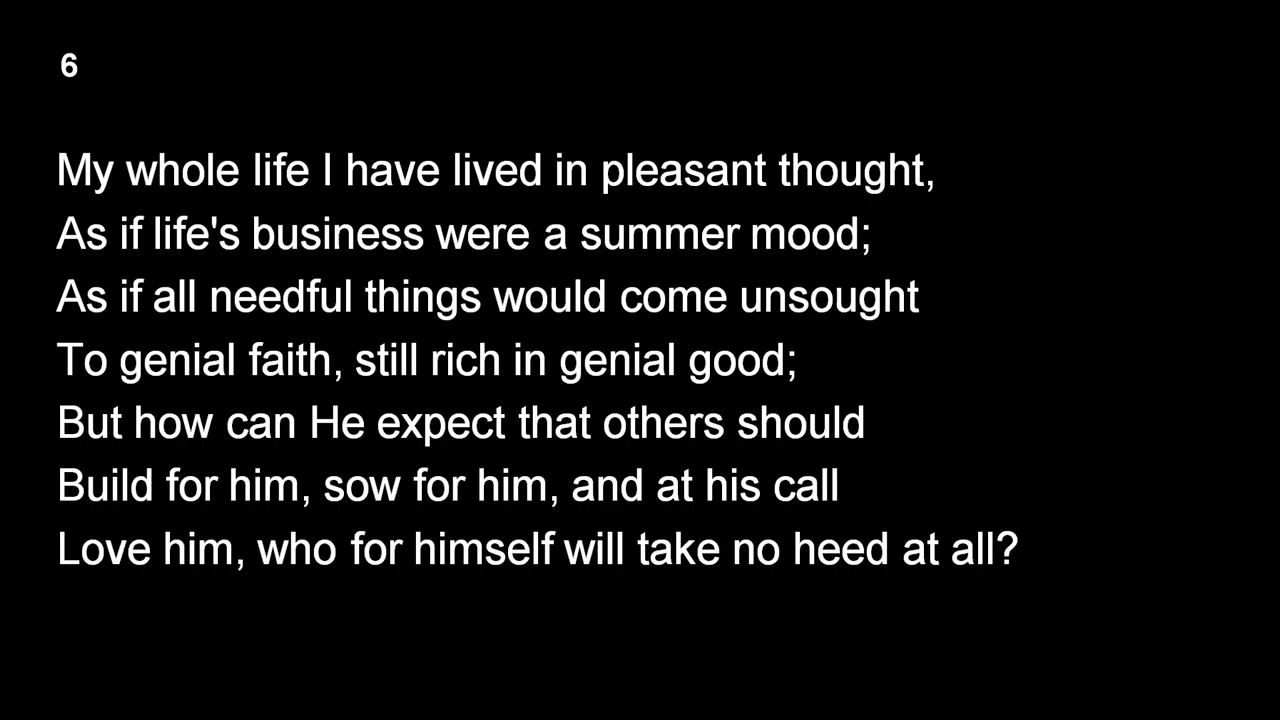 6
My whole life I have lived in pleasant thought,
As if life's business were a summer mood;
As if all needful things would come unsought
To genial faith, still rich in genial good;
But how can He expect that others should
Build for him, sow for him, and at his call
Love him, who for himself will take no heed at all?